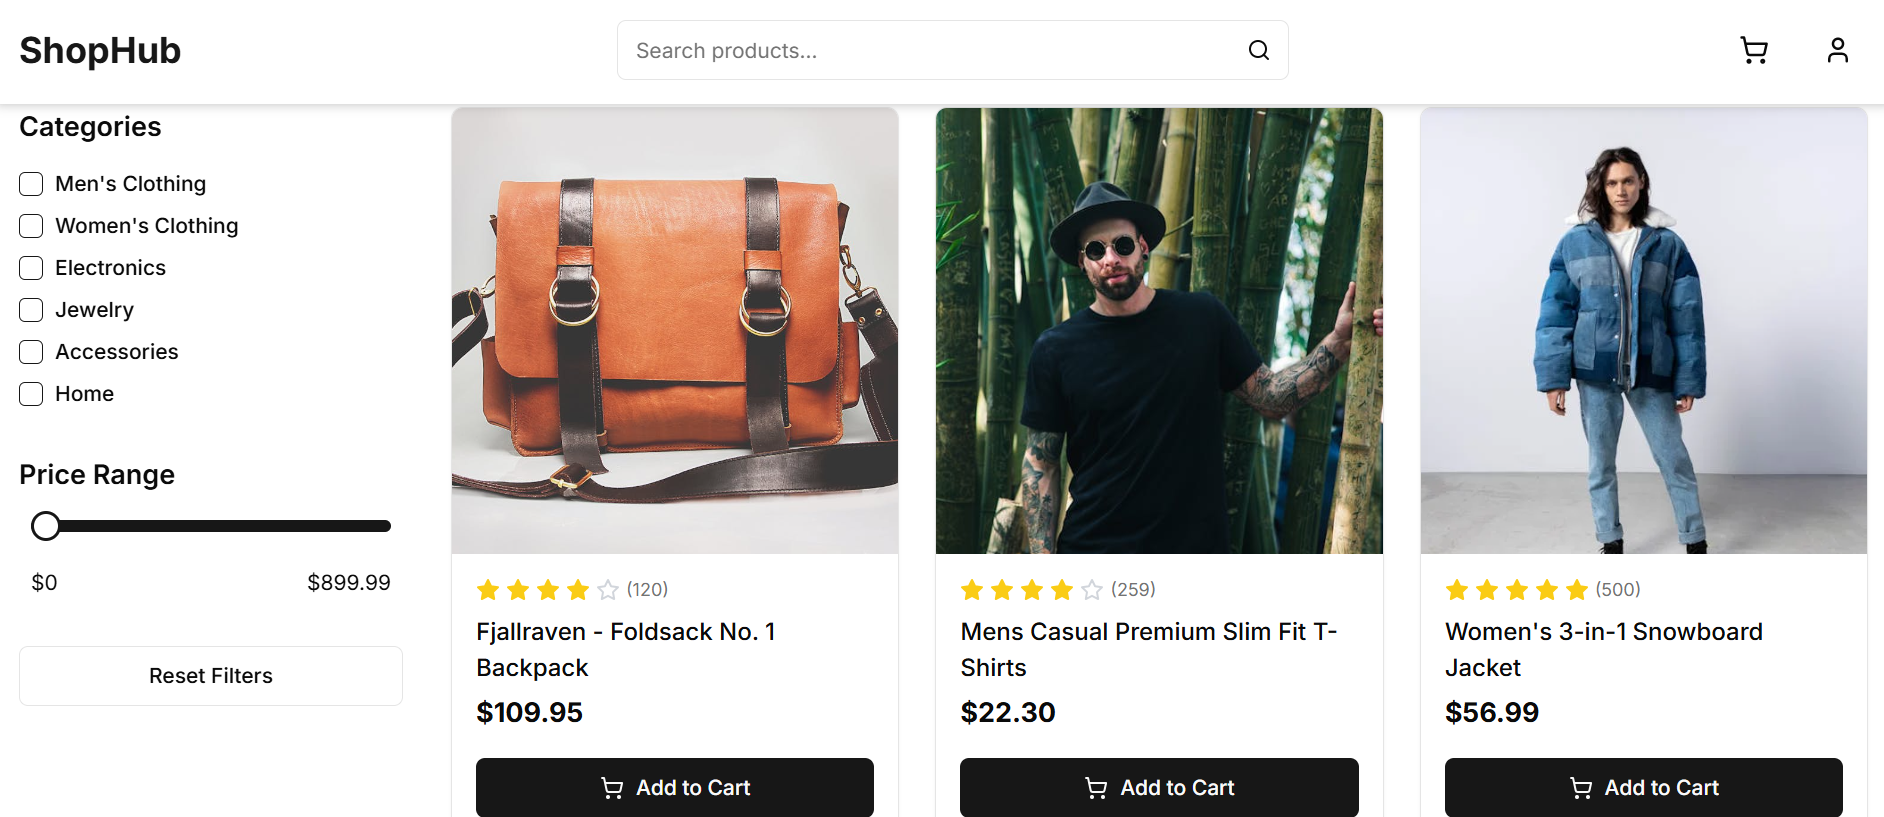 ShopHub
Search products...
Categories
Men's Clothing
Women's Clothing
Electronics
Jewelry
Accessories
Home
Price Range
$0 $899.99
Reset Filters
(120)
Fjallraven - Foldsack No. 1
Backpack
$109.95
Add to Cart
(259)
Mens Casual Premium Slim Fit T-
Shirts
$22.30
Add to Cart
(500)
Women's 3-in-1 Snowboard
Jacket
$56.99
Add to Cart